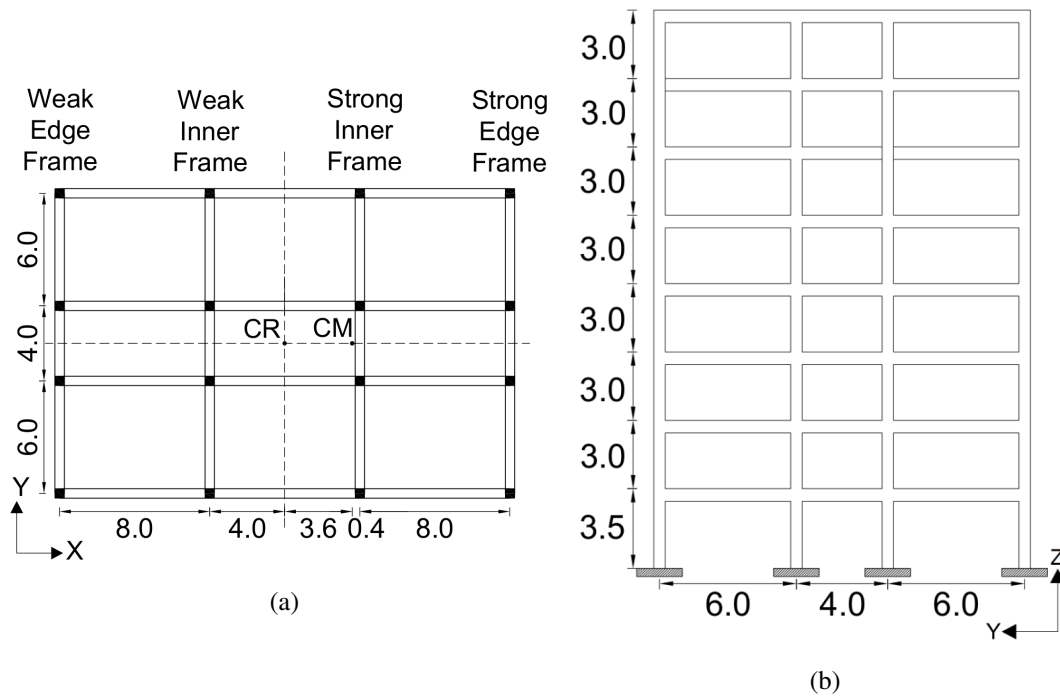 Weak
Edge
Frame
Weak
Inner
Frame
Strong
Inner
Frame
Strong
Edge
Frame
6.0
4.0
6.0
CR
CM
Y
X
8.0
4.0
3.6
0.4
8.0
(a)
3.0
3.0
3.0
3.0
3.0
3.0
3.0
3.5
6.0
4.0
6.0
Z
Y
(b)